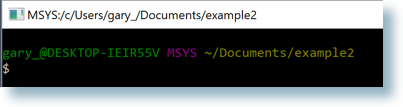 MSYS:/c/Users/gary_/Documents/example2
gary_@DESKTOP-IEIR55V MSYS ~/Documents/example2
$